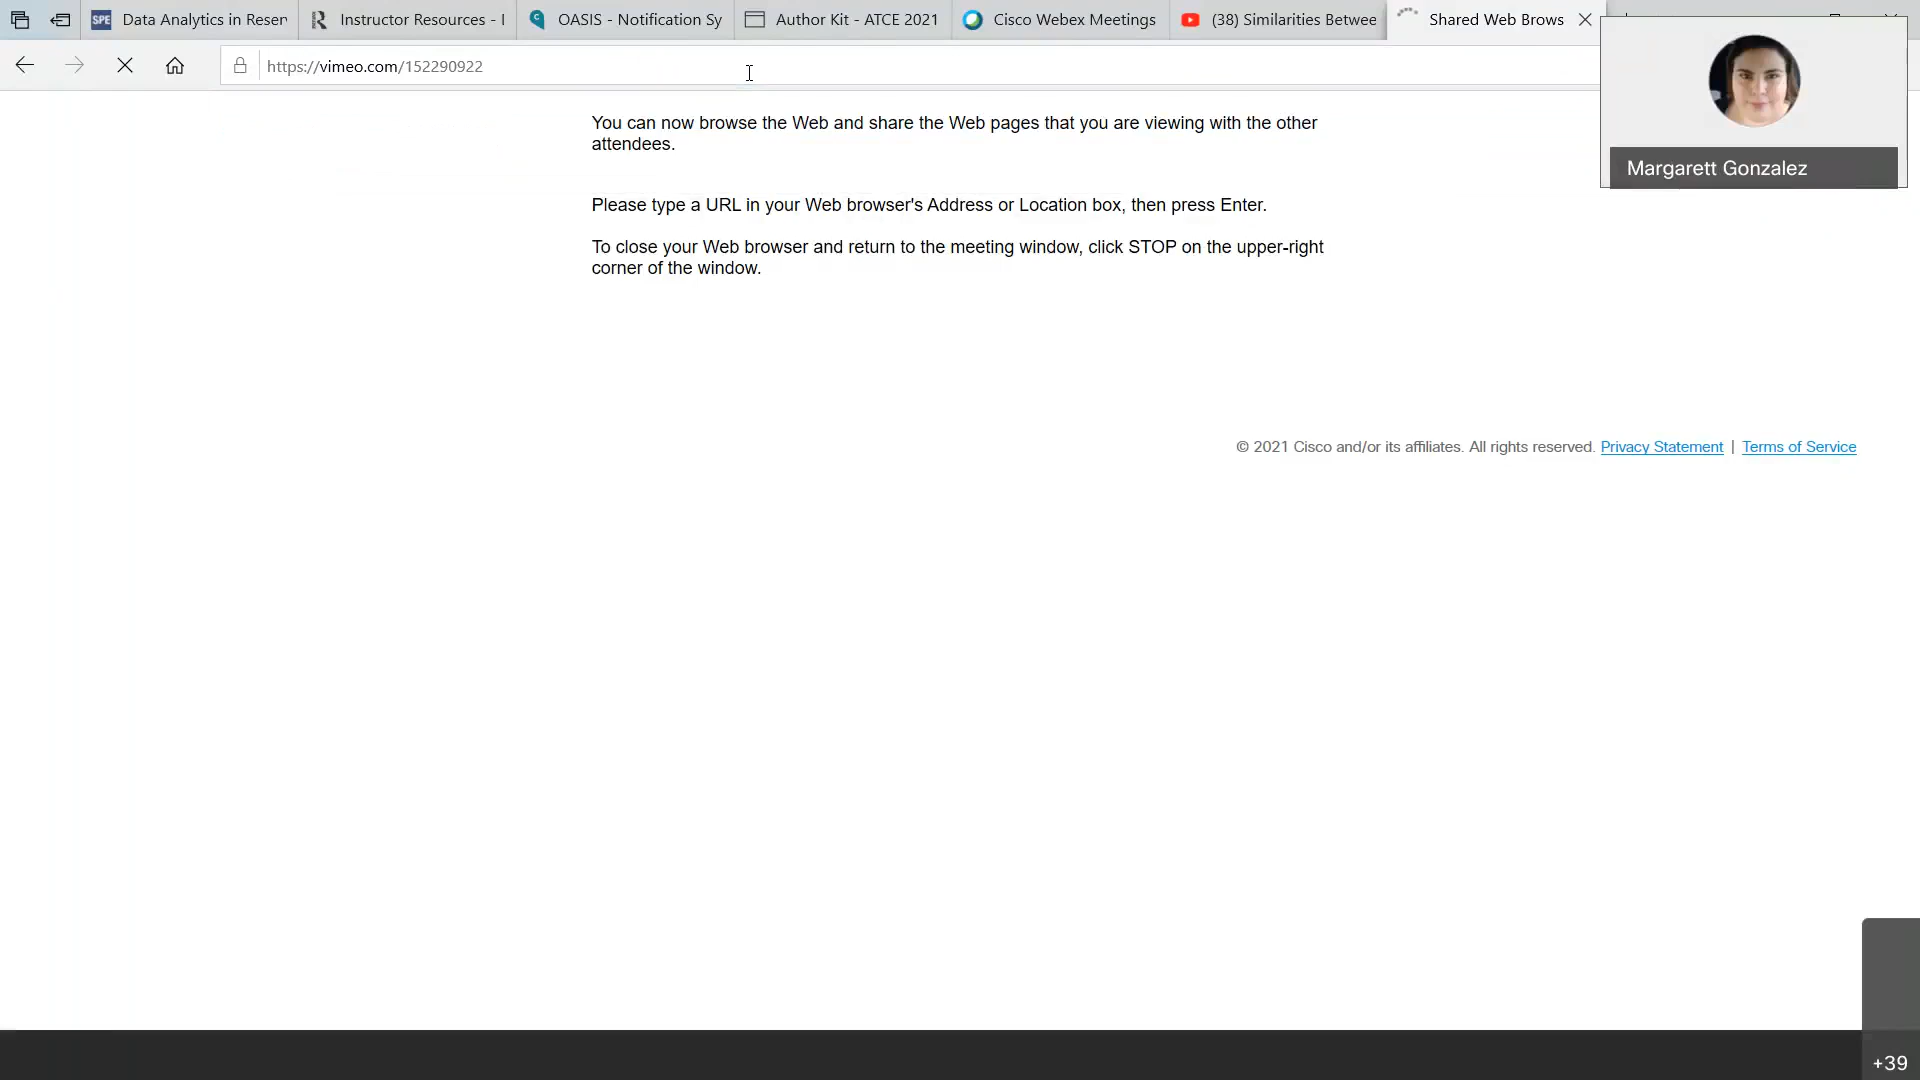 SPE Data Analytics in Reser
R Instructor Resources - I
OASIS - Notification Sy
Author Kit - ATCE 2021
Cisco Webex Meetings
(38) Similarities Betwee
Shared Web Brows
https://vimeo.com/152290922
Margarett Gonzalez
You can now browse the Web and share the Web pages that you are viewing with the other
attendees.
Please type a URL in your Web browser's Address or Location box, then press Enter.
To close your Web browser and return to the meeting window, click STOP on the upper-right
corner of the window.
© 2021 Cisco and/or its affiliates. All rights reserved. Privacy Statement | Terms of Service
+39